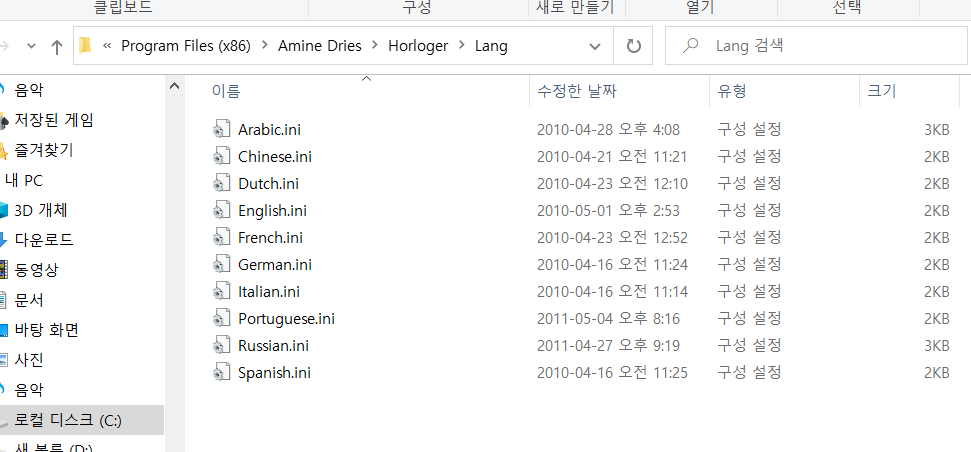 클립보드 구성 새로 만들기 열기 선택
« Program Files (x86) > Amine Dries > Horloger > Lang Lang 검색
이름 수정한 날짜 유형 크기
음악
저장된 게임
즐겨찾기
내 PC
3D 개체
다운로드
동영상
문서
바탕 화면
사진
음악
로컬 디스크 (C:)
새 볼륨 (D:)
Arabic.ini 2010-04-28 오후 4:08 구성 설정 3KB
Chinese.ini 2010-04-21 오전 11:21 구성 설정 2KB
Dutch.ini 2010-04-23 오전 12:10 구성 설정 2KB
English.ini 2010-05-01 오후 2:53 구성 설정 2KB
French.ini 2010-04-23 오전 12:52 구성 설정 2KB
German.ini 2010-04-16 오전 11:24 구성 설정 2KB
Italian.ini 2010-04-16 오전 11:14 구성 설정 2KB
Portuguese.ini 2011-05-04 오후 8:16 구성 설정 2KB
Russian.ini 2011-04-27 오후 9:19 구성 설정 3KB
Spanish.ini 2010-04-16 오전 11:25 구성 설정 2KB